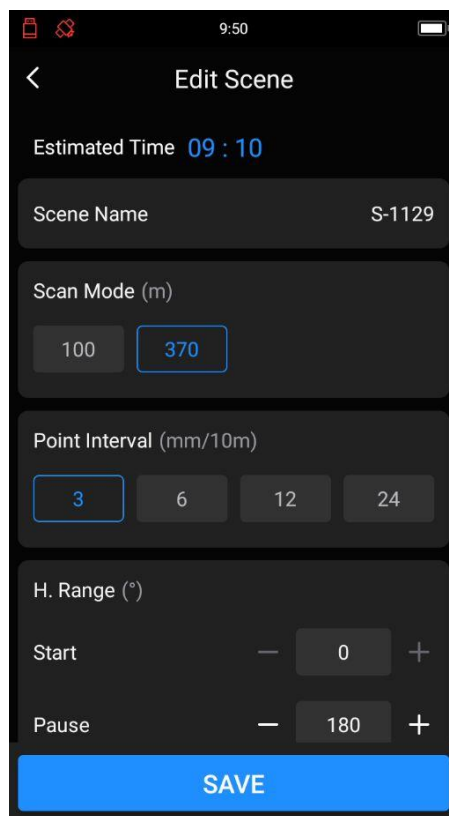 9:50
Edit Scene
Estimated Time 09 : 10
Scene Name S-1129
Scan Mode (m)
100 370
Point Interval (mm/10m)
3 6 12 24
H. Range (°)
Start — 0 +
Pause — 180 +
SAVE